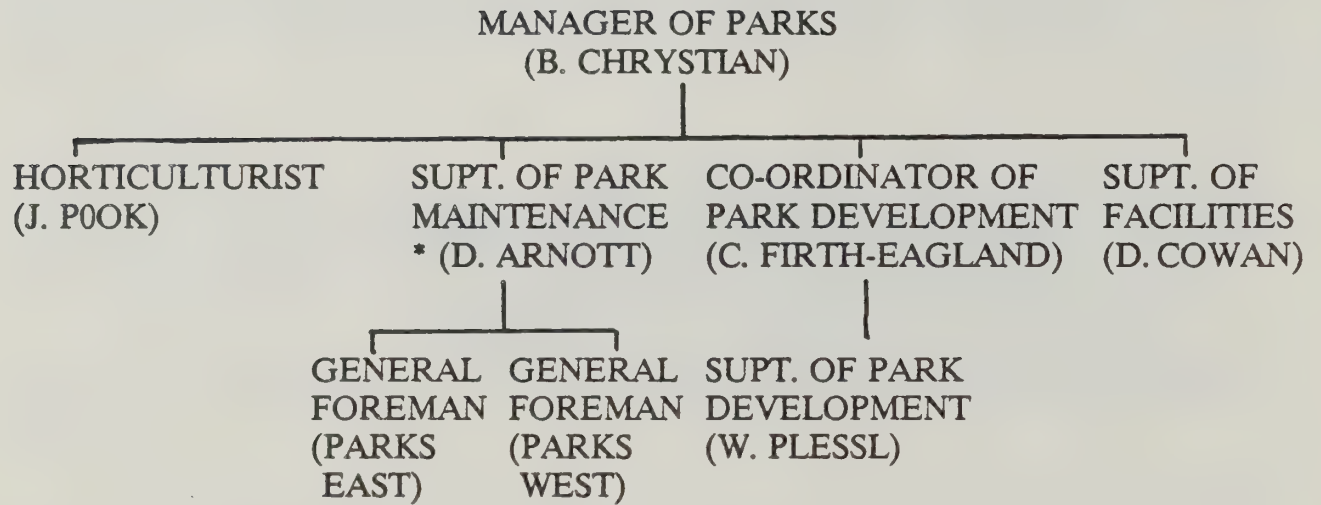 MANAGER OF PARKS
(B. CHRYSTIAN)
HORTICULTURIST
(J. POOK)
SUPT. OF PARK
MAINTENANCE
* (D. ARNOTT)
CO-ORDINATOR OF
PARK DEVELOPMENT
(C. FIRTH-EAGLAND)
SUPT. OF
FACILITIES
(D. COWAN)
GENERAL
FOREMAN
(PARKS
EAST)
GENERAL
FOREMAN
(PARKS
WEST)
SUPT. OF PARK
DEVELOPMENT
(W. PLESSL)